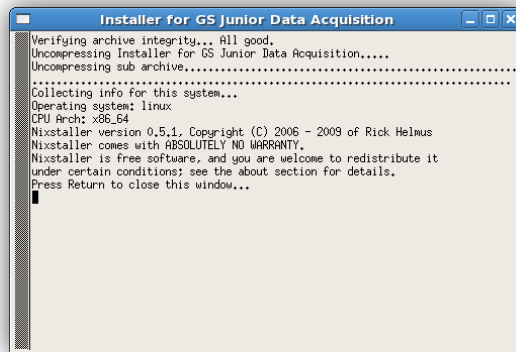 Installer for GS Junior Data Acquisition
Verifying archive integrity... All good.
Uncompressing Installer for GS Junior Data Acquisition.....
Uncompressing sub archive.......................................................
................................................................................
Collecting info for this system...
Operating system: linux
CPU Arch: x86_64
Nixstaller version 0.5.1, Copyright (C) 2006 - 2009 of Rick Helmus
Nixstaller comes with ABSOLUTELY NO WARRANTY.
Nixstaller is free software, and you are welcome to redistribute it
under certain conditions; see the about section for details.
Press Return to close this window...